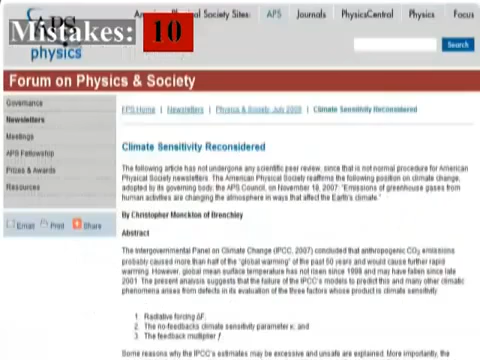 American Physical Society Sites: APS Journals PhysicsCentral Physics Focus
Mistakes: 10
APS
physics
Search
Forum on Physics & Society
Governance
Newsletters
Meetings
APS Fellowship
Prizes & Awards
Resources
Email Print Share
FPS Home | Newsletters | Physics & Society July 2008 | Climate Sensitivity Reconsidered
Climate Sensitivity Reconsidered
The following article has not undergone any scientific peer review, since that is not normal procedure for American
Physical Society newsletters. The American Physical Society reaffirms the following position on climate change,
adopted by its governing body, the APS Council, on November 18, 2007: "Emissions of greenhouse gases from
human activities are changing the atmosphere in ways that affect the Earth's climate."
By Christopher Monckton of Brenchley
Abstract
The Intergovernmental Panel on Climate Change (IPCC, 2007) concluded that anthropogenic CO₂ emissions
probably caused more than half of the "global warming" of the past 50 years and would cause further rapid
warming. However, global mean surface temperature has not risen since 1998 and may have fallen since late
2001. The present analysis suggests that the failure of the IPCC's models to predict this and many other climatic
phenomena arises from defects in its evaluation of the three factors whose product is climate sensitivity:
1. Radiative forcing ΔF;
2. The no-feedbacks climate sensitivity parameter κ; and
3. The feedback multiplier ƒ.
Some reasons why the IPCC's estimates may be excessive and unsafe are explained. More importantly, the